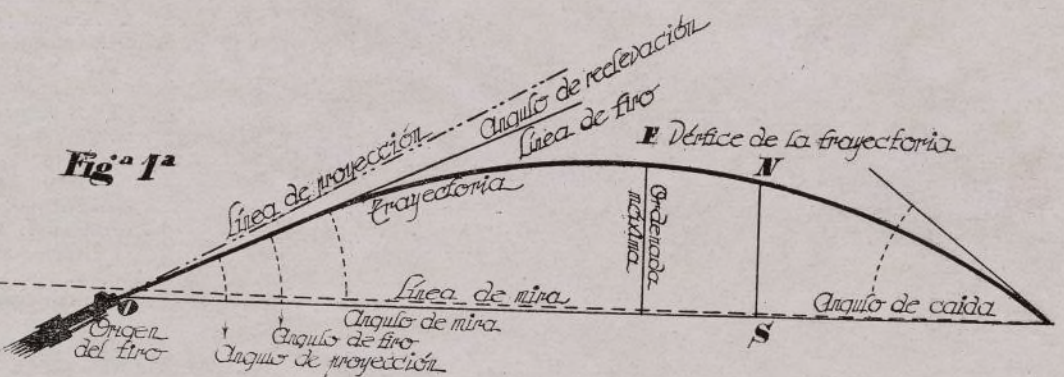 Figª 1ª
Línea de proyección
Angulo de reelevación
Línea de tiro
Trayectoria
Vértice de la trayectoria
N
Ordenada
máxima
O
Origen
del tiro
Línea de mira
Angulo de mira
Angulo de tiro
Angulo de proyección
S
Angulo de caida